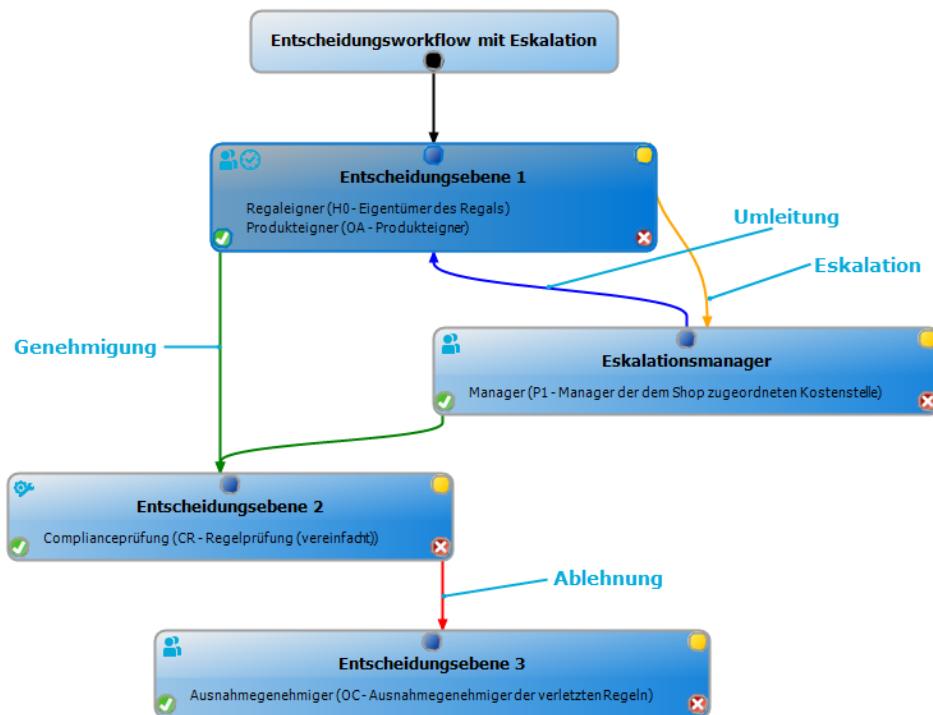 Entscheidungsworkflow mit Eskalation
Entscheidungsebene 1
Regaleigner (H0 - Eigentümer des Regals)
Produkteigner (OA - Produkteigner)
Umleitung
Eskalation
Genehmigung
Eskalationsmanager
Manager (P1 - Manager der dem Shop zugeordneten Kostenstelle)
Entscheidungsebene 2
Complianceprüfung (CR - Regelprüfung (vereinfacht))
Ablehnung
Entscheidungsebene 3
Ausnahmegenehmiger (OC - Ausnahmegenehmiger der verletzten Regeln)